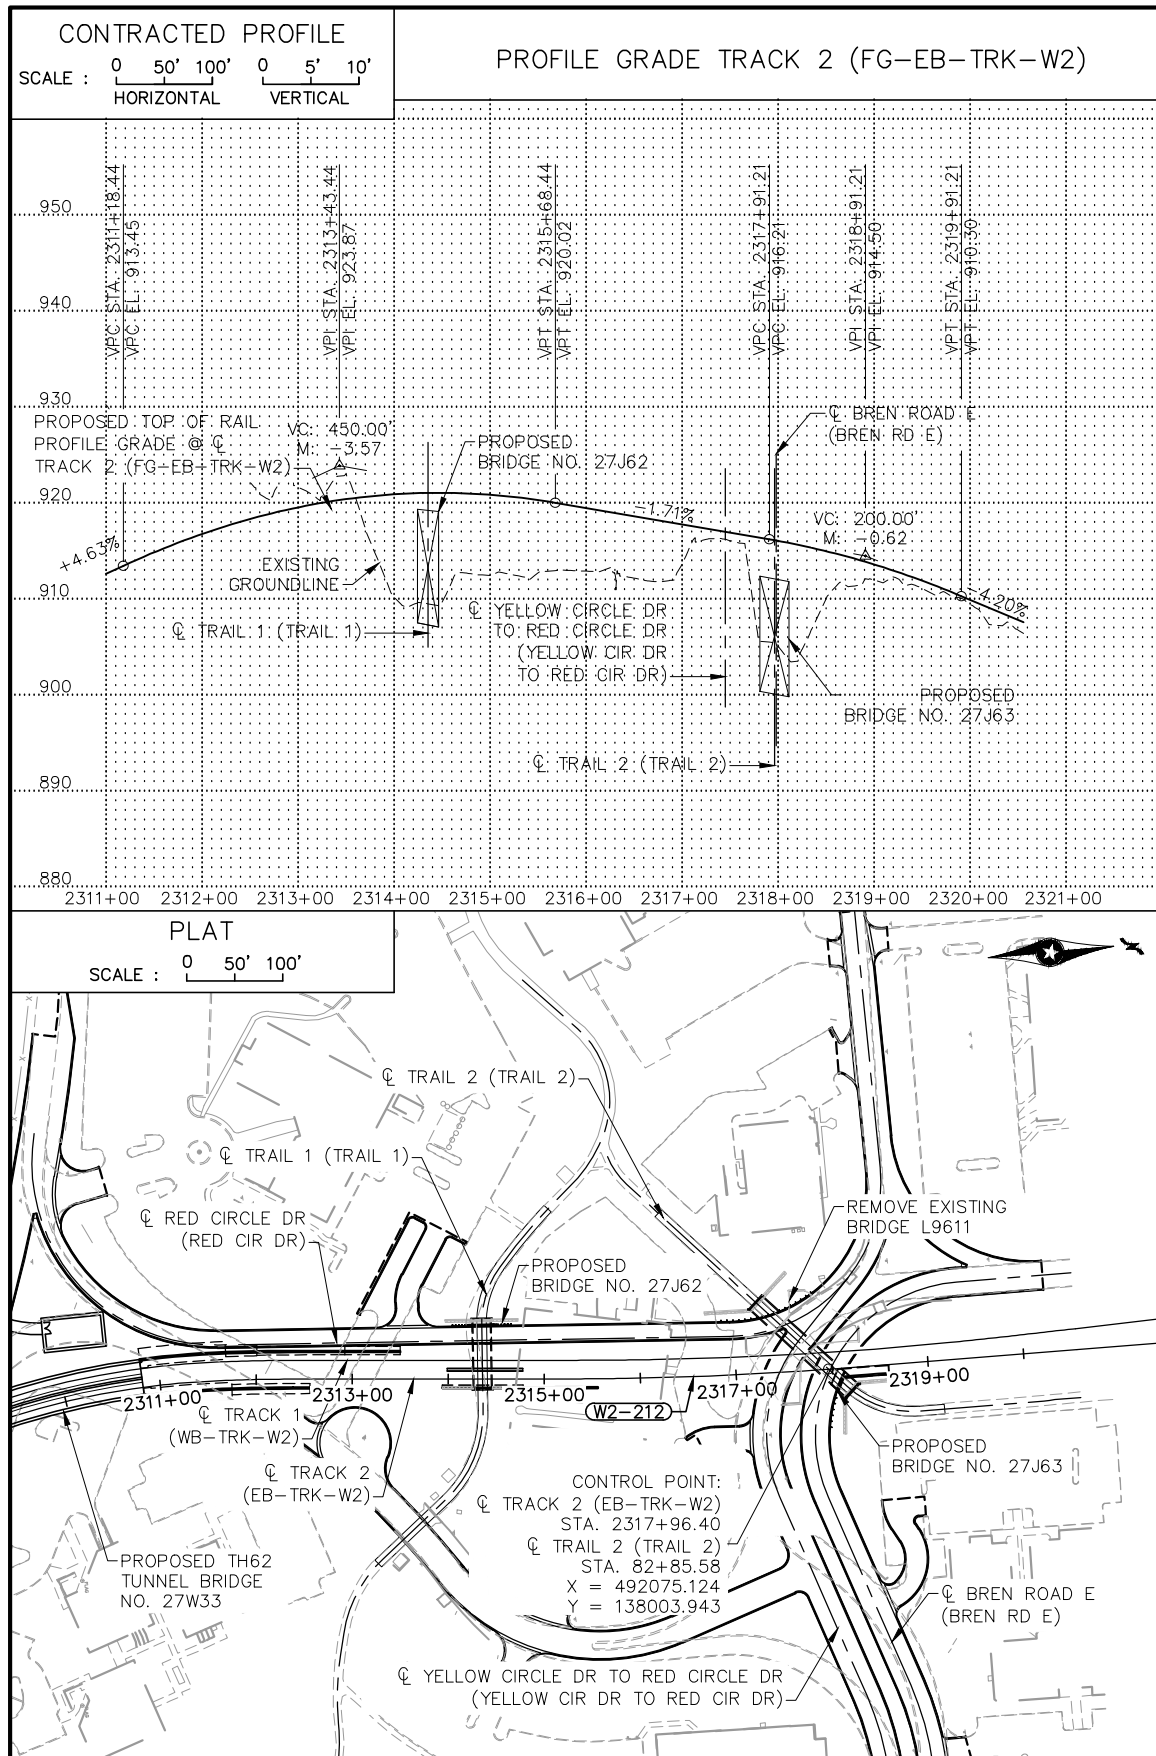 CONTRACTED PROFILE
SCALE :
0 50' 100'
HORIZONTAL
0 5' 10'
VERTICAL
PROFILE GRADE TRACK 2 (FG-EB-TRK-W2)
950
940
930
920
910
900
890
880
VPC STA. 2311+18.44
VPC EL. 913.45
VPI STA. 2313+43.44
VPI EL. 923.87
VPT STA. 2315+68.44
VPT EL. 920.02
VPC STA. 2317+91.21
VPC EL. 916.21
VPI STA. 2318+91.21
VPI EL. 914.50
VPT STA. 2319+91.21
VPT EL. 910.30
PROPOSED TOP OF RAIL
PROFILE GRADE @ ℄
TRACK 2 (FG-EB-TRK-W2)
VC: 450.00'
M: -3.57
PROPOSED
BRIDGE NO. 27J62
℄ BREN ROAD E
(BREN RD E)
+4.63%
-1.71%
VC: 200.00'
M: -0.62
-4.20%
EXISTING
GROUNDLINE
℄ TRAIL 1 (TRAIL 1)
℄ YELLOW CIRCLE DR
TO RED CIRCLE DR
(YELLOW CIR DR
TO RED CIR DR)
PROPOSED
BRIDGE NO. 27J63
℄ TRAIL 2 (TRAIL 2)
2311+00 2312+00 2313+00 2314+00 2315+00 2316+00 2317+00 2318+00 2319+00 2320+00 2321+00
PLAT
SCALE :
0 50' 100'
℄ TRAIL 2 (TRAIL 2)
℄ TRAIL 1 (TRAIL 1)
℄ RED CIRCLE DR
(RED CIR DR)
REMOVE EXISTING
BRIDGE L9611
PROPOSED
BRIDGE NO. 27J62
2311+00 2313+00 2315+00 2317+00 2319+00
W2-212
℄ TRACK 1
(WB-TRK-W2)
℄ TRACK 2
(EB-TRK-W2)
PROPOSED
BRIDGE NO. 27J63
CONTROL POINT:
℄ TRACK 2 (EB-TRK-W2)
STA. 2317+96.40
℄ TRAIL 2 (TRAIL 2)
STA. 82+85.58
X = 492075.124
Y = 138003.943
PROPOSED TH62
TUNNEL BRIDGE
NO. 27W33
℄ BREN ROAD E
(BREN RD E)
℄ YELLOW CIRCLE DR TO RED CIRCLE DR
(YELLOW CIR DR TO RED CIR DR)